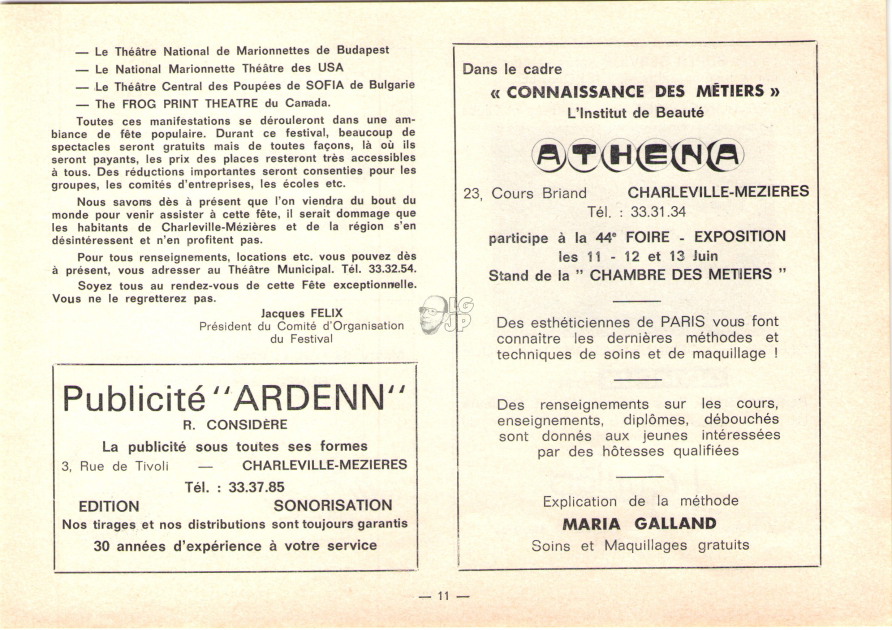 — Le Théâtre National de Marionnettes de Budapest
— Le National Marionnette Théâtre des USA
— Le Théâtre Central des Poupées de SOFIA de Bulgarie
— The FROG PRINT THEATRE du Canada.
Toutes ces manifestations se dérouleront dans une am-
biance de fête populaire. Durant ce festival, beaucoup de
spectacles seront gratuits mais de toutes façons, là où ils
seront payants, les prix des places resteront très accessibles
à tous. Des réductions importantes seront consenties pour les
groupes, les comités d'entreprises, les écoles etc.
Nous savons dès à présent que l'on viendra du bout du
monde pour venir assister à cette fête, il serait dommage que
les habitants de Charleville-Mézières et de la région s'en
désintéressent et n'en profitent pas.
Pour tous renseignements, locations etc. vous pouvez dès
à présent, vous adresser au Théâtre Municipal. Tél. 33.32.54.
Soyez tous au rendez-vous de cette Fête exceptionnelle.
Vous ne le regretterez pas.
Jacques FELIX
Président du Comité d'Organisation
du Festival
Publicité "ARDENN"
R. CONSIDÈRE
La publicité sous toutes ses formes
3, Rue de Tivoli — CHARLEVILLE-MEZIERES
Tél. : 33.37.85
EDITION SONORISATION
Nos tirages et nos distributions sont toujours garantis
30 années d'expérience à votre service
Dans le cadre
« CONNAISSANCE DES MÉTIERS »
L'Institut de Beauté
ATHENA
23, Cours Briand CHARLEVILLE-MEZIERES
Tél. : 33.31.34
participe à la 44e FOIRE - EXPOSITION
les 11 - 12 et 13 Juin
Stand de la " CHAMBRE DES METIERS "
Des esthéticiennes de PARIS vous font
connaître les dernières méthodes et
techniques de soins et de maquillage !
Des renseignements sur les cours,
enseignements, diplômes, débouchés
sont donnés aux jeunes intéressées
par des hôtesses qualifiées
Explication de la méthode
MARIA GALLAND
Soins et Maquillages gratuits
LG
JP
— 11 —